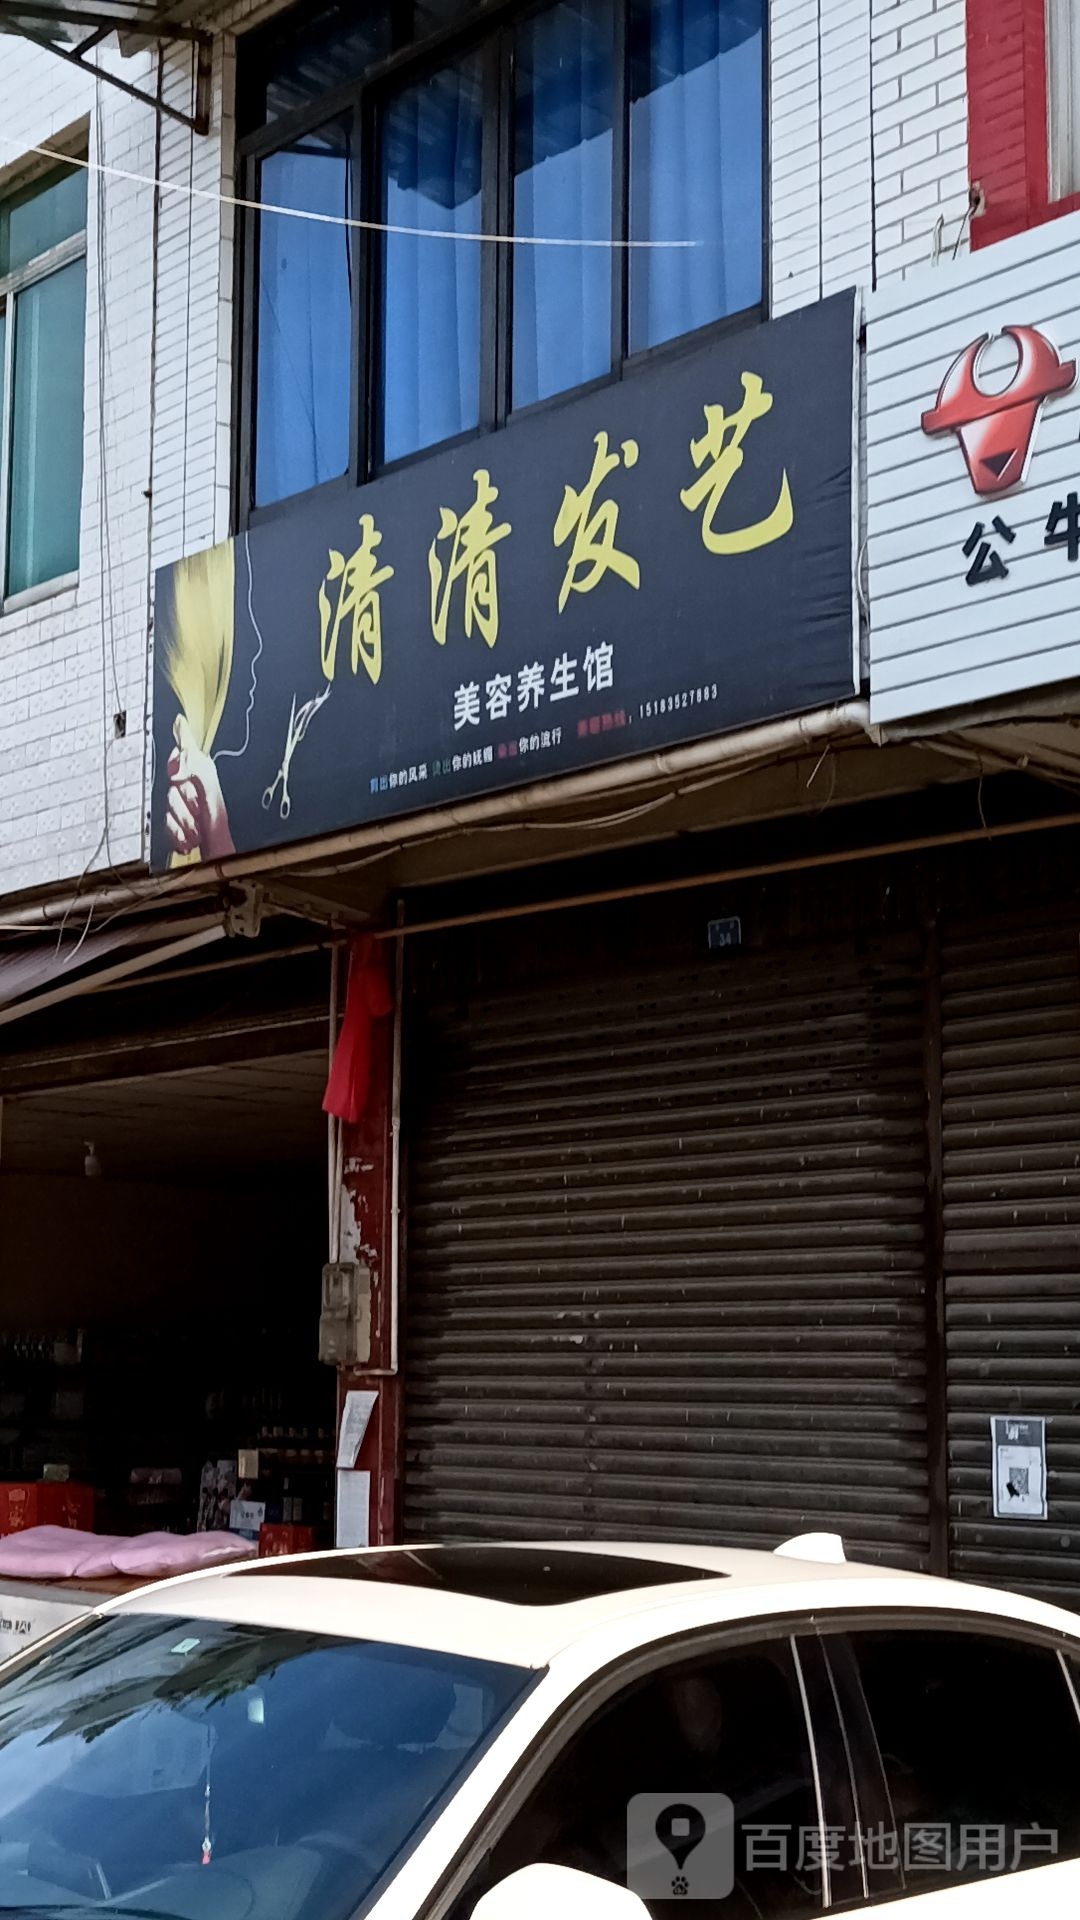 清清发艺
美容养生馆
剪出你的风采 烫出你的妩媚 染出你的流行 美丽热线：15183527883
公牛
34
百度地图用户